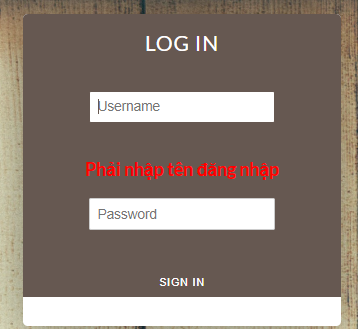 LOG IN
Username
Phải nhập tên đăng nhập
Password
SIGN IN